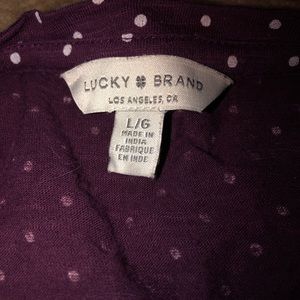 LUCKY BRAND
LOS ANGELES, CA
L/G
MADE IN
INDIA
FABRIQUE
EN INDE